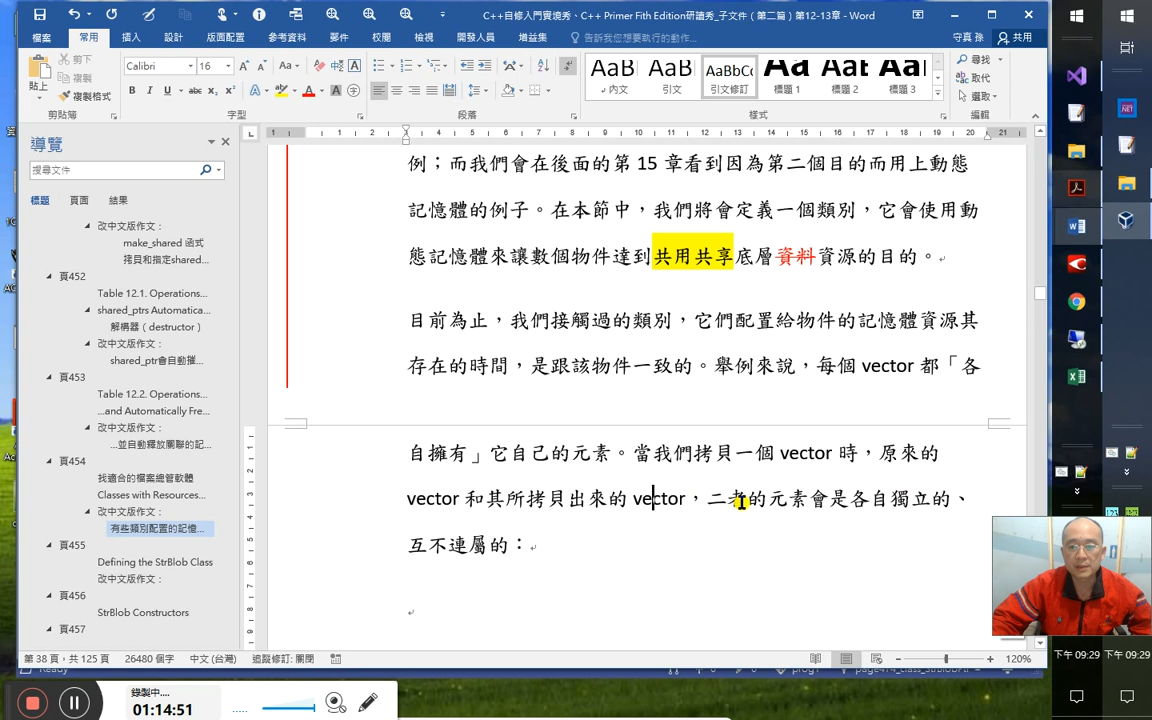 C++自修入門實境秀、C++ Primer Fith Edition研讀秀_子文件（第二篇）第12-13章 - Word
檔案 常用 插入 設計 版面配置 參考資料 郵件 校閱 檢視 開發人員 增益集 告訴我您想要執行的動作... 守真 孫 共用
剪下
複製
複製格式
貼上
剪貼簿
Calibri 16
字型
段落
AaB AaB AaBbCc Aa Aat Aal
內文 引文 引文修訂 標題 1 標題 2 標題 3
樣式
尋找
取代
選取
編輯
導覽
搜尋文件
標題 頁面 結果
改中文版作文：
make_shared 函式
拷貝和指定shared...
頁452
Table 12.1. Operations...
shared_ptrs Automatica...
解構器（destructor）
改中文版作文：
shared_ptr會自動摧...
頁453
Table 12.2. Operations...
...and Automatically Fre...
改中文版作文：
...並自動釋放關聯的記...
頁454
找適合的檔案總管軟體
Classes with Resources...
改中文版作文：
有些類別配置的記憶...
頁455
Defining the StrBlob Class
改中文版作文：
頁456
StrBlob Constructors
頁457
例；而我們會在後面的第 15 章看到因為第二個目的而用上動態
記憶體的例子。在本節中，我們將會定義一個類別，它會使用動
態記憶體來讓數個物件達到共用共享底層資料資源的目的。
目前為止，我們接觸過的類別，它們配置給物件的記憶體資源其
存在的時間，是跟該物件一致的。舉例來說，每個 vector 都「各
自擁有」它自己的元素。當我們拷貝一個 vector 時，原來的
vector 和其所拷貝出來的 vector，二者的元素會是各自獨立的、
互不連屬的：
第 38 頁，共 125 頁 26480 個字 中文 (台灣) 追蹤修訂: 關閉 120%
錄製中....
01:14:51
下午 09:29 下午 09:29